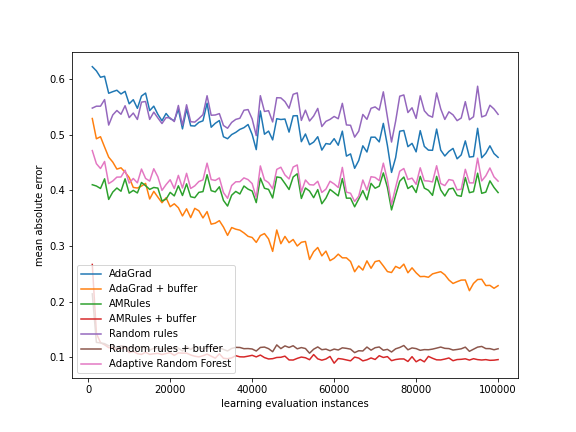 0.6
0.5
0.4
0.3
0.2
0.1
mean absolute error
AdaGrad
AdaGrad + buffer
AMRules
AMRules + buffer
Random rules
Random rules + buffer
Adaptive Random Forest
0
20000
40000
60000
80000
100000
learning evaluation instances